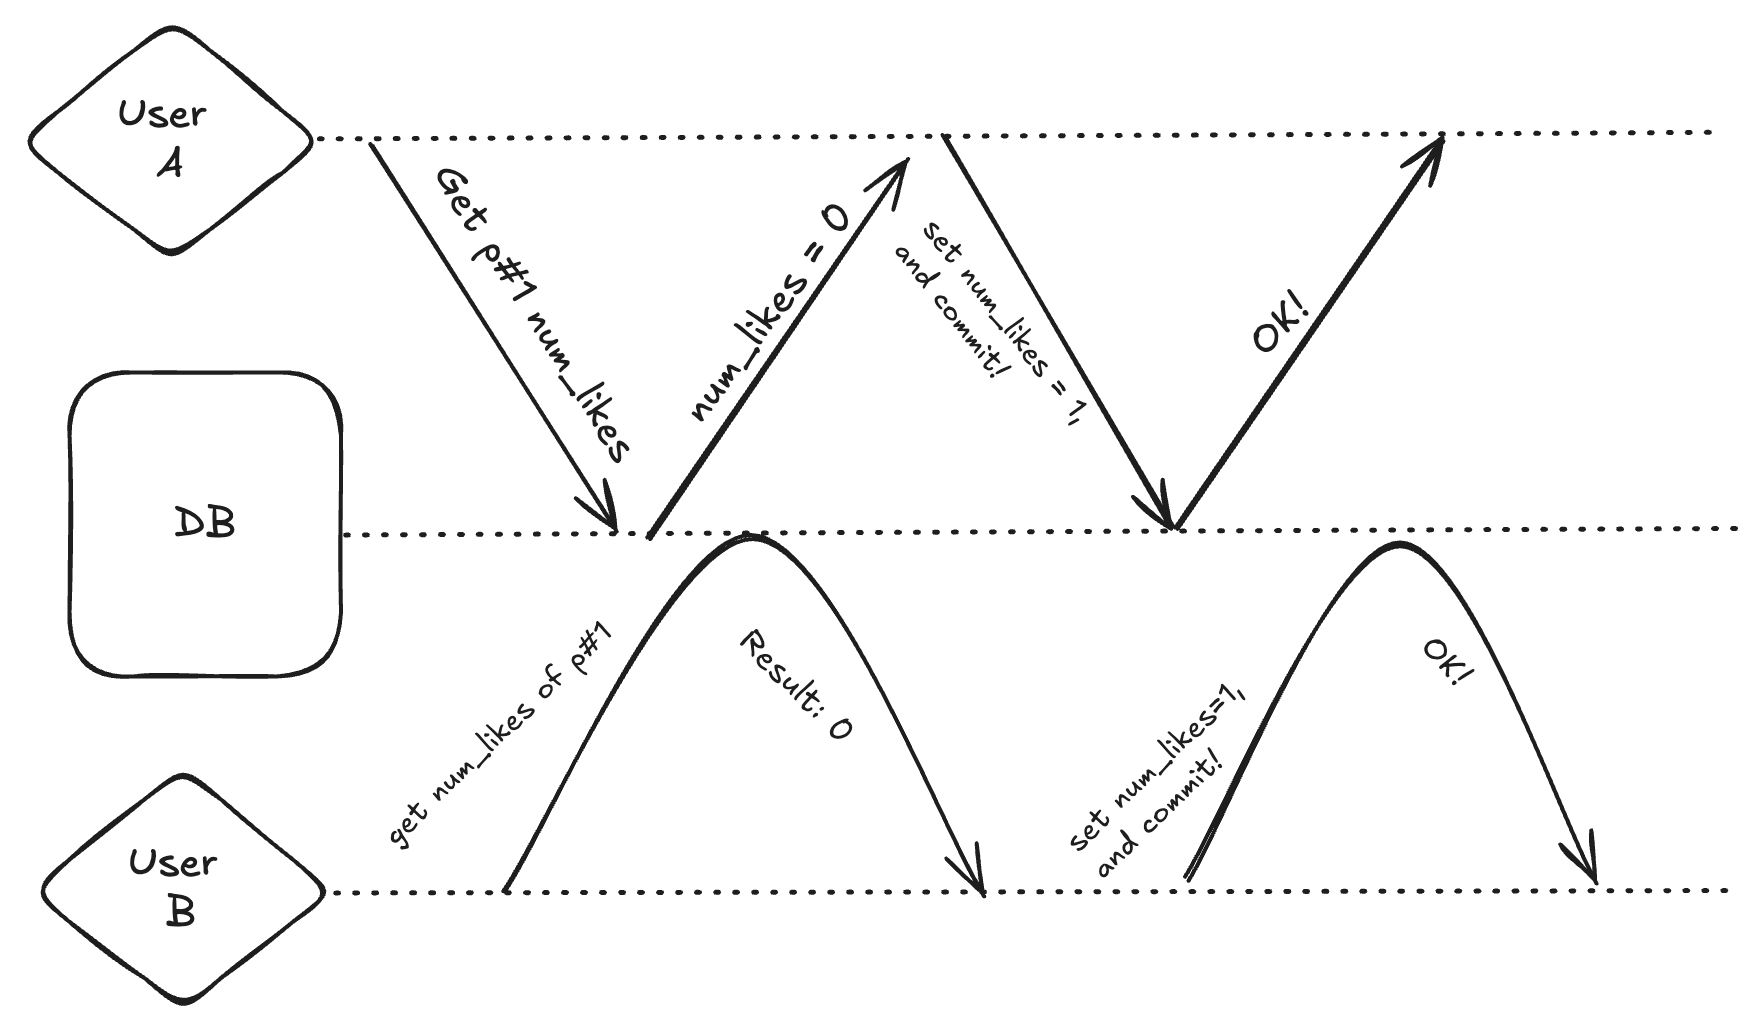 User
A
Get p#1 num_likes
num_likes = 0
set num_likes = 1,
and commit!
OK!
DB
get num_likes of p#1
Result: 0
set num_likes=1,
and commit!
OK!
User
B